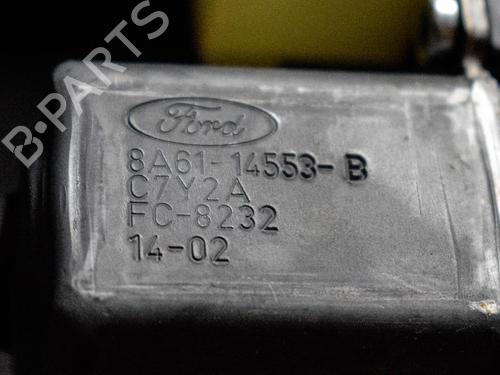 B-PARTS
Ford
8A61-14553-B
C7Y2A
FC-8232
14-02